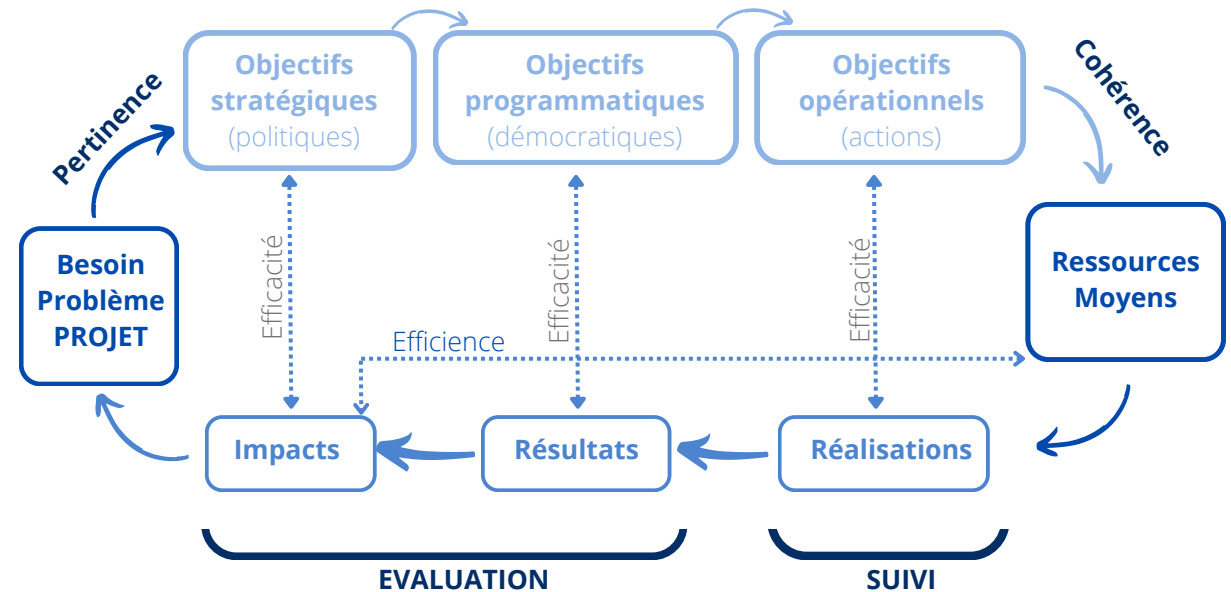 Pertinence
Objectifs
stratégiques
(politiques)
Objectifs
programmatiques
(démocratiques)
Objectifs
opérationnels
(actions)
Cohérence
Besoin
Problème
PROJET
Efficacité
Efficacité
Efficacité
Ressources
Moyens
Efficience
Impacts
Résultats
Réalisations
EVALUATION
SUIVI